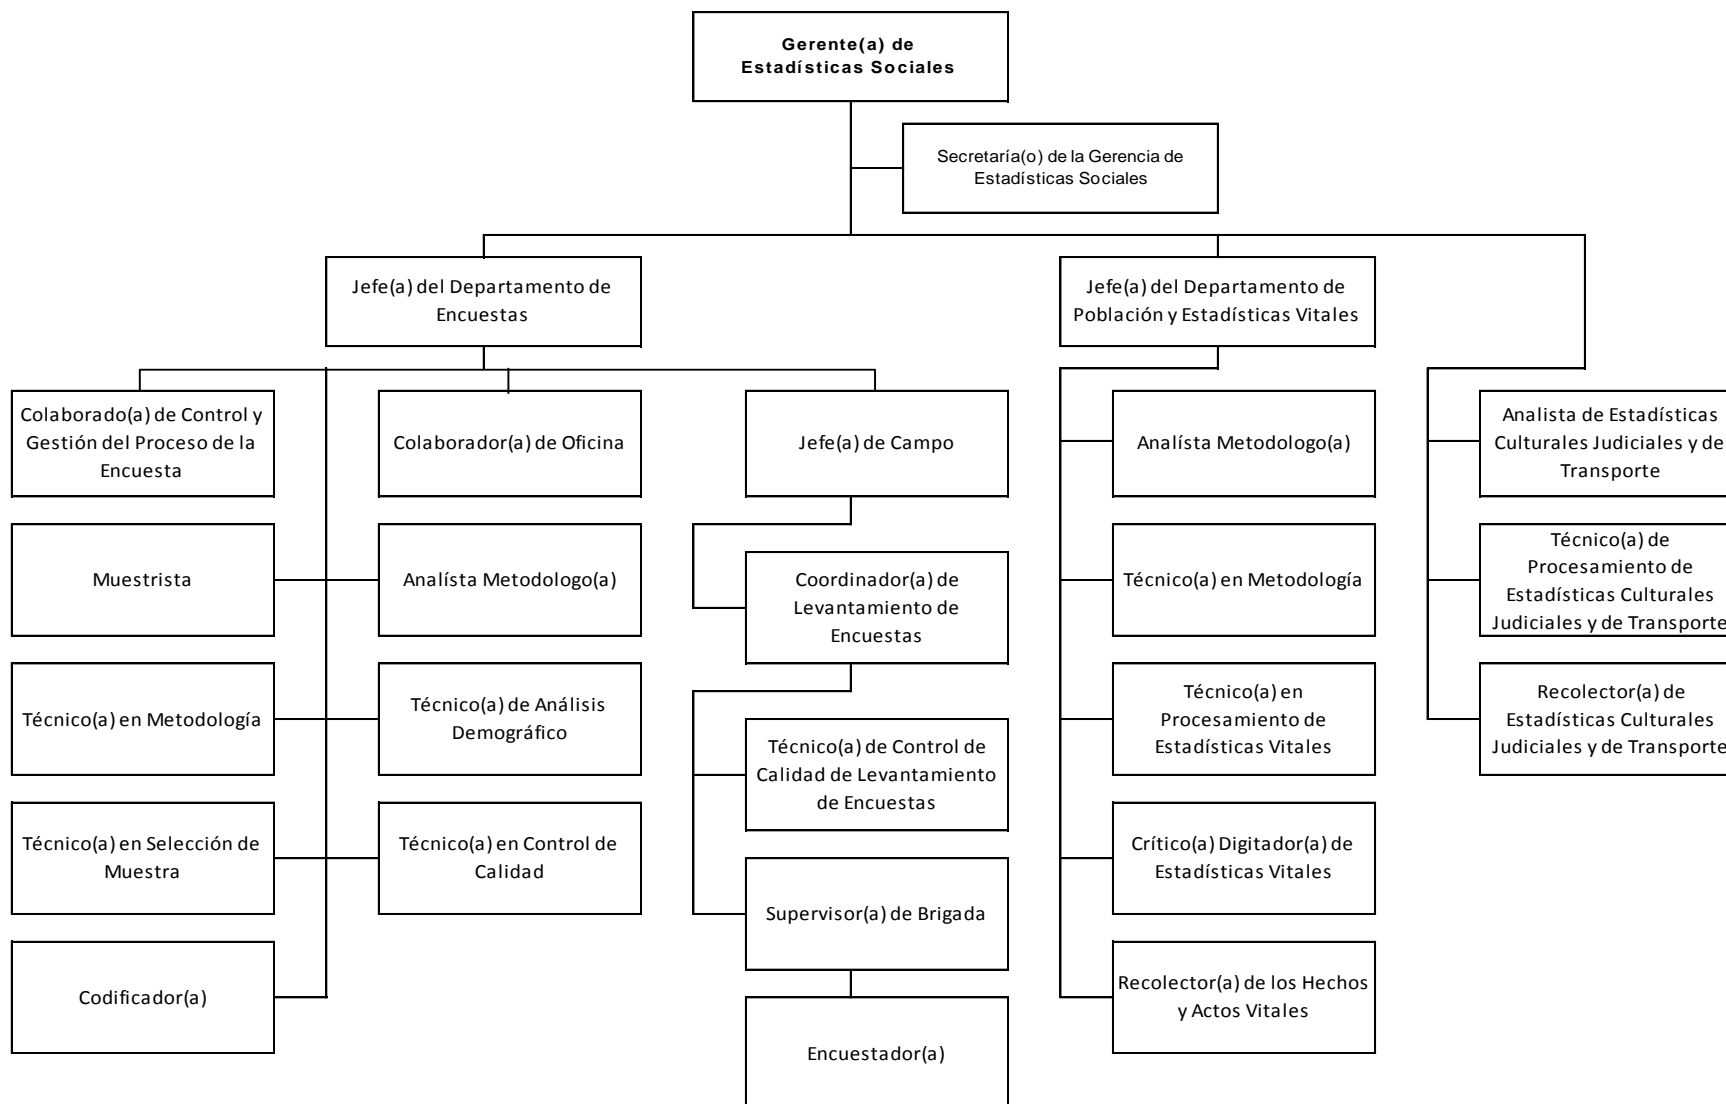 Gerente(a) de
Estadísticas Sociales
Secretaría(o) de la Gerencia de
Estadísticas Sociales
Jefe(a) del Departamento de
Encuestas
Jefe(a) del Departamento de
Población y Estadísticas Vitales
Colaborado(a) de Control y
Gestión del Proceso de la
Encuesta
Colaborador(a) de Oficina
Jefe(a) de Campo
Analísta Metodologo(a)
Analista de Estadísticas
Culturales Judiciales y de
Transporte
Muestrista
Analísta Metodologo(a)
Coordinador(a) de
Levantamiento de
Encuestas
Técnico(a) en Metodología
Técnico(a) de
Procesamiento de
Estadísticas Culturales
Judiciales y de Transporte
Técnico(a) en Metodología
Técnico(a) de Análisis
Demográfico
Técnico(a) de Control de
Calidad de Levantamiento
de Encuestas
Técnico(a) en
Procesamiento de
Estadísticas Vitales
Recolector(a) de
Estadísticas Culturales
Judiciales y de Transporte
Técnico(a) en Selección de
Muestra
Técnico(a) en Control de
Calidad
Supervisor(a) de Brigada
Crítico(a) Digitador(a) de
Estadísticas Vitales
Codificador(a)
Encuestador(a)
Recolector(a) de los Hechos
y Actos Vitales